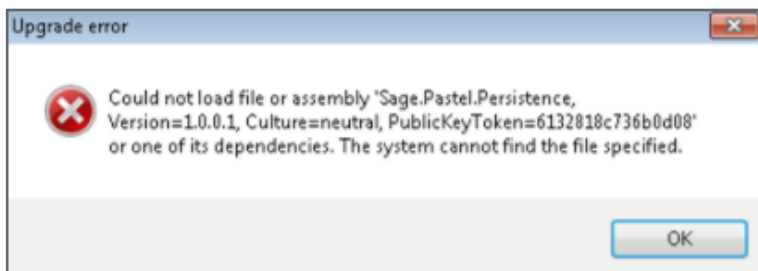 Upgrade error
Could not load file or assembly 'Sage.Pastel.Persistence,
Version=1.0.0.1, Culture=neutral, PublicKeyToken=6132818c736b0d08'
or one of its dependencies. The system cannot find the file specified.
OK